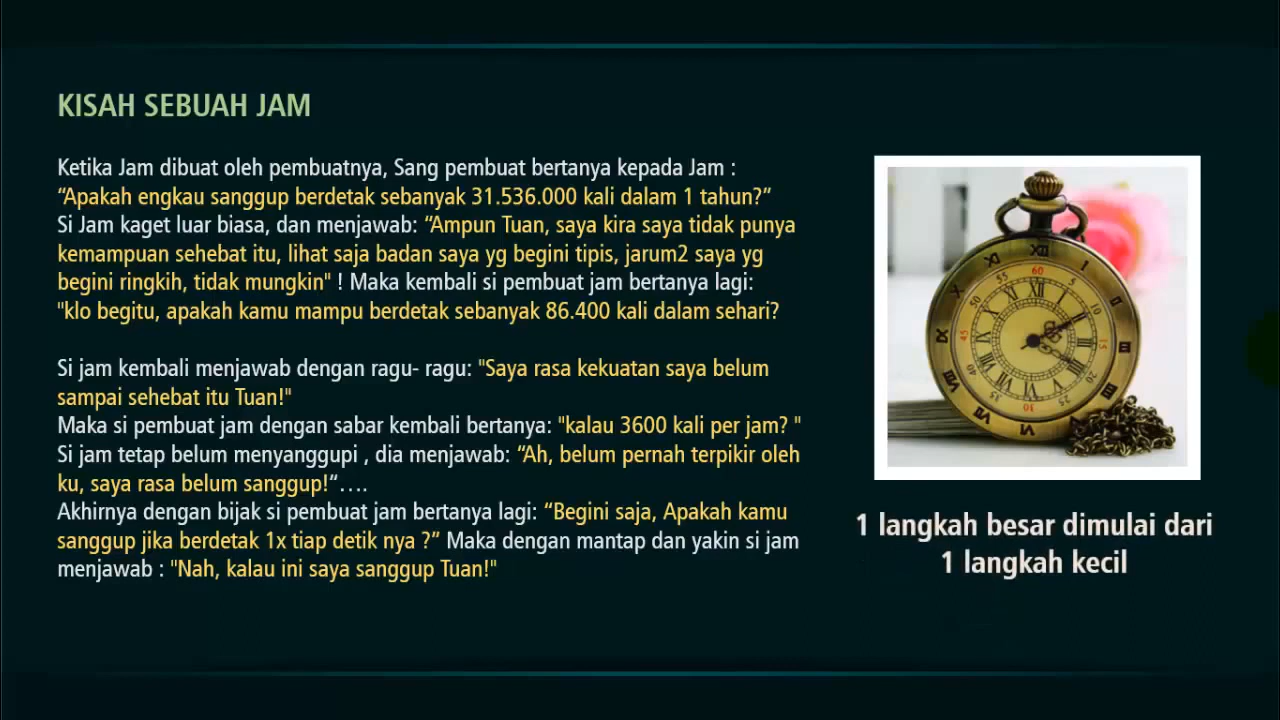 KISAH SEBUAH JAM
Ketika Jam dibuat oleh pembuatnya, Sang pembuat bertanya kepada Jam :
“Apakah engkau sanggup berdetak sebanyak 31.536.000 kali dalam 1 tahun?”
Si Jam kaget luar biasa, dan menjawab: “Ampun Tuan, saya kira saya tidak punya
kemampuan sehebat itu, lihat saja badan saya yg begini tipis, jarum2 saya yg
begini ringkih, tidak mungkin" ! Maka kembali si pembuat jam bertanya lagi:
"klo begitu, apakah kamu mampu berdetak sebanyak 86.400 kali dalam sehari?
Si jam kembali menjawab dengan ragu- ragu: "Saya rasa kekuatan saya belum
sampai sehebat itu Tuan!"
Maka si pembuat jam dengan sabar kembali bertanya: "kalau 3600 kali per jam? "
Si jam tetap belum menyanggupi , dia menjawab: “Ah, belum pernah terpikir oleh
ku, saya rasa belum sanggup!“….
Akhirnya dengan bijak si pembuat jam bertanya lagi: “Begini saja, Apakah kamu
sanggup jika berdetak 1x tiap detik nya ?” Maka dengan mantap dan yakin si jam
menjawab : "Nah, kalau ini saya sanggup Tuan!"
1 langkah besar dimulai dari
1 langkah kecil